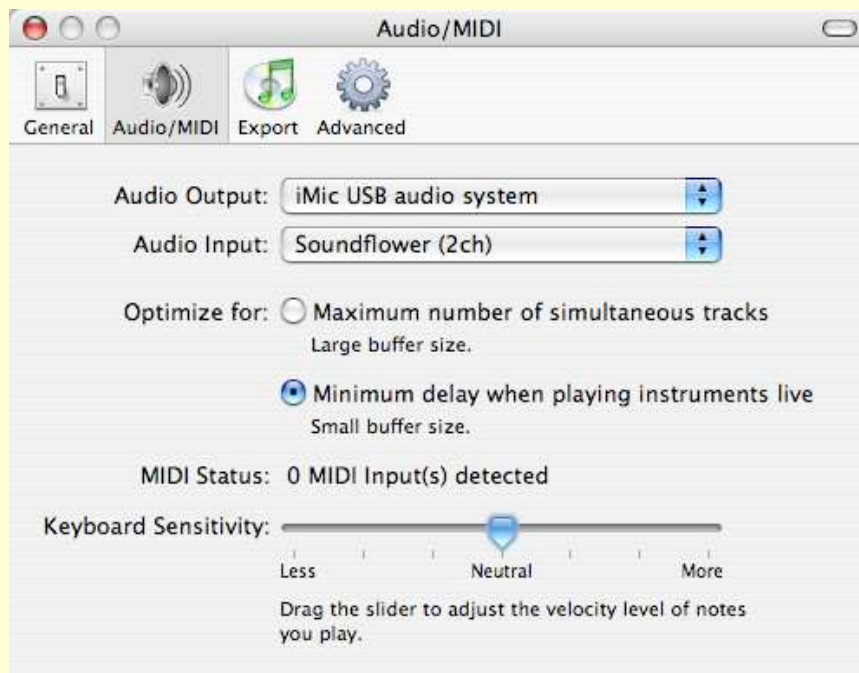 Audio/MIDI
General Audio/MIDI Export Advanced
Audio Output: iMic USB audio system
Audio Input: Soundflower (2ch)
Optimize for: Maximum number of simultaneous tracks
Large buffer size.
Minimum delay when playing instruments live
Small buffer size.
MIDI Status: 0 MIDI Input(s) detected
Keyboard Sensitivity:
Less Neutral More
Drag the slider to adjust the velocity level of notes
you play.